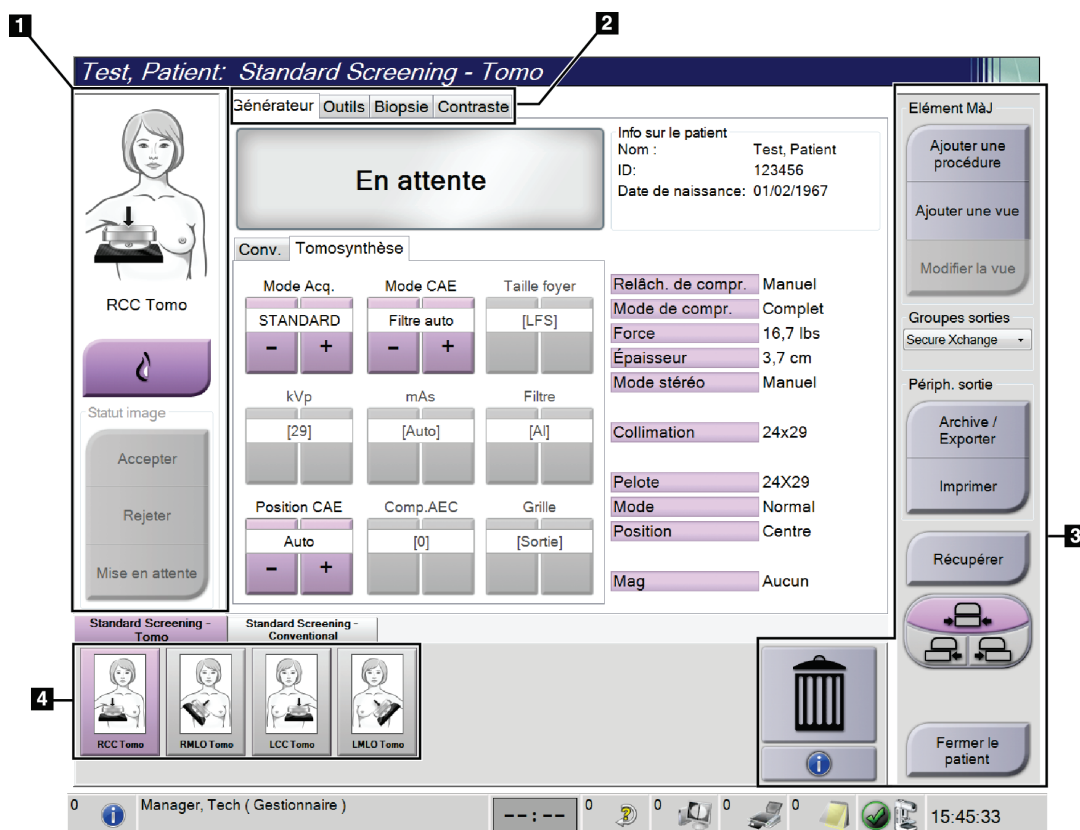 1
2
Test, Patient: Standard Screening - Tomo
Générateur Outils Biopsie Contraste
RCC Tomo
Statut image
Accepter
Rejeter
Mise en attente
En attente
Info sur le patient
Nom : Test, Patient
ID: 123456
Date de naissance: 01/02/1967
Conv. Tomosynthèse
Mode Acq. Mode CAE Taille foyer
STANDARD Filtre auto [LFS]
- + - +
kVp mAs Filtre
[29] [Auto] [Al]
Position CAE Comp.AEC Grille
Auto [0] [Sortie]
- +
Relâch. de compr. Manuel
Mode de compr. Complet
Force 16,7 lbs
Épaisseur 3,7 cm
Mode stéréo Manuel
Collimation 24x29
Pelote 24X29
Mode Normal
Position Centre
Mag Aucun
Elément MàJ
Ajouter une
procédure
Ajouter une vue
Modifier la vue
Groupes sorties
Secure Xchange
Périph. sortie
Archive /
Exporter
Imprimer
3
Récupérer
Fermer le
patient
Standard Screening -
Tomo
Standard Screening -
Conventional
4
RCC Tomo RMLO Tomo LCC Tomo LMLO Tomo
0 Manager, Tech ( Gestionnaire ) --:-- 0 0 0 0 15:45:33